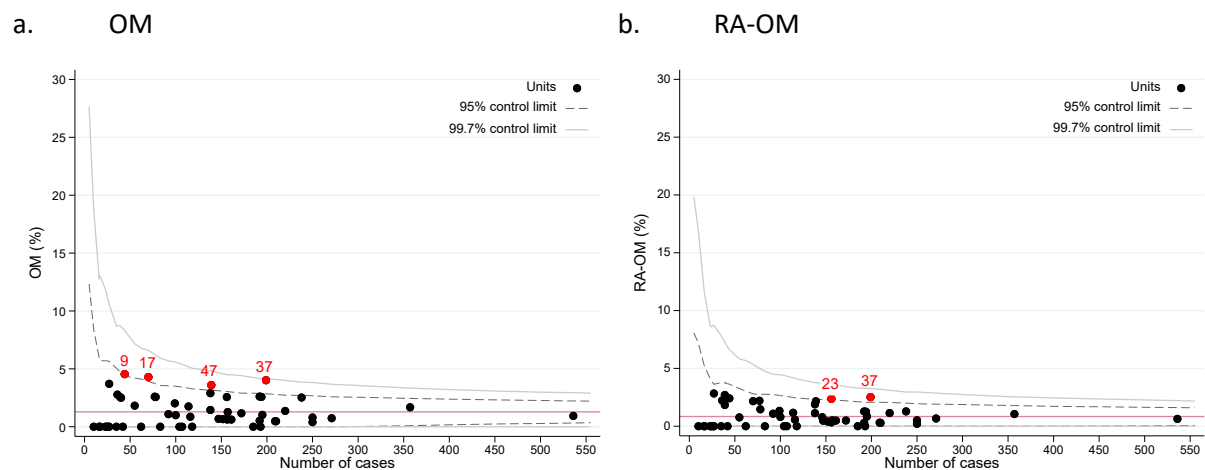 a. OM
30
25
20
15
10
5
0
OM (%)
Units
95% control limit
99.7% control limit
9
17
47
37
0 50 100 150 200 250 300 350 400 450 500 550
Number of cases
b. RA-OM
30
25
20
15
10
5
0
RA-OM (%)
Units
95% control limit
99.7% control limit
23
37
0 50 100 150 200 250 300 350 400 450 500 550
Number of cases